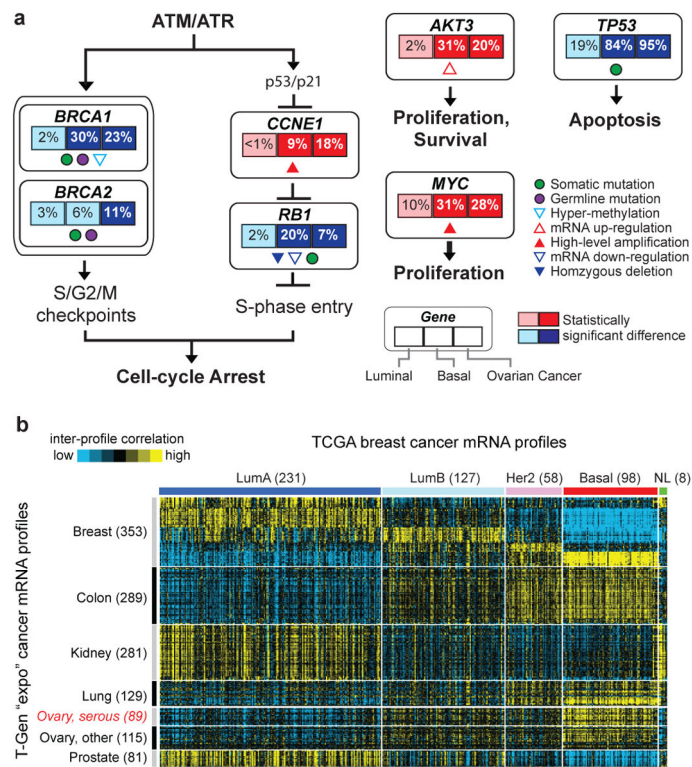 a
ATM/ATR
p53/p21
BRCA1
2% 30% 23%
BRCA2
3% 6% 11%
S/G2/M
checkpoints
CCNE1
<1% 9% 18%
RB1
2% 20% 7%
S-phase entry
Cell-cycle Arrest
AKT3
2% 31% 20%
Proliferation,
Survival
TP53
19% 84% 95%
Apoptosis
MYC
10% 31% 28%
Proliferation
Somatic mutation
Germline mutation
Hyper-methylation
mRNA up-regulation
High-level amplification
mRNA down-regulation
Homzygous deletion
Gene
Luminal Basal Ovarian Cancer
Statistically
significant difference
b
inter-profile correlation
low high
TCGA breast cancer mRNA profiles
LumA (231) LumB (127) Her2 (58) Basal (98) NL (8)
T-Gen “expo” cancer mRNA profiles
Breast (353)
Colon (289)
Kidney (281)
Lung (129)
Ovary, serous (89)
Ovary, other (115)
Prostate (81)